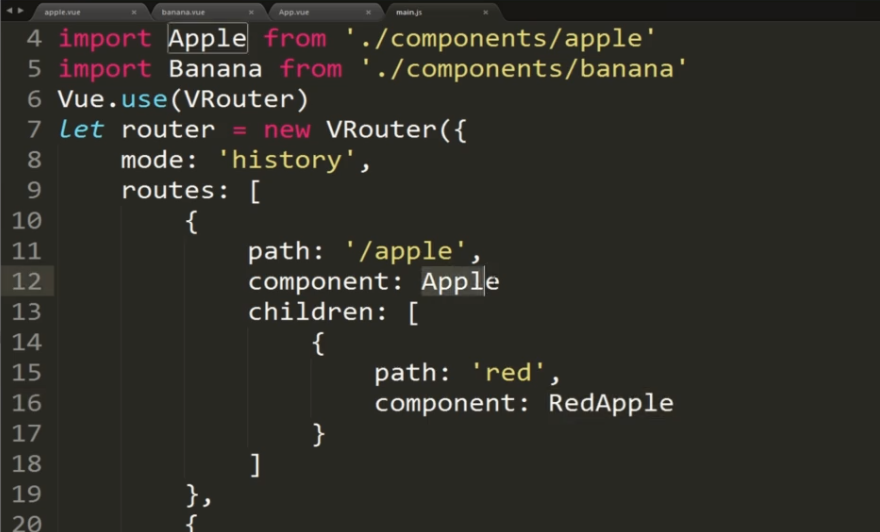 apple.vue × banana.vue × App.vue × main.js ×
4 import Apple from './components/apple'
5 import Banana from './components/banana'
6 Vue.use(VRouter)
7 let router = new VRouter({
8 mode: 'history',
9 routes: [
10 {
11 path: '/apple',
12 component: Apple
13 children: [
14 {
15 path: 'red',
16 component: RedApple
17 }
18 ]
19 },
20 {